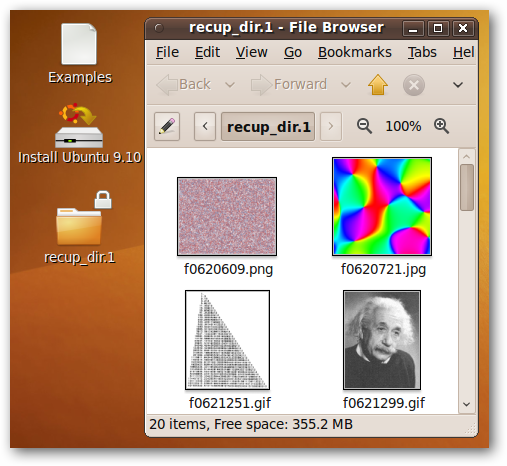 Examples
Install Ubuntu 9.10
recup_dir.1
recup_dir.1 - File Browser
File Edit View Go Bookmarks Tabs Hel
Back Forward
recup_dir.1 100%
f0620609.png f0620721.jpg
f0621251.gif f0621299.gif
20 items, Free space: 355.2 MB